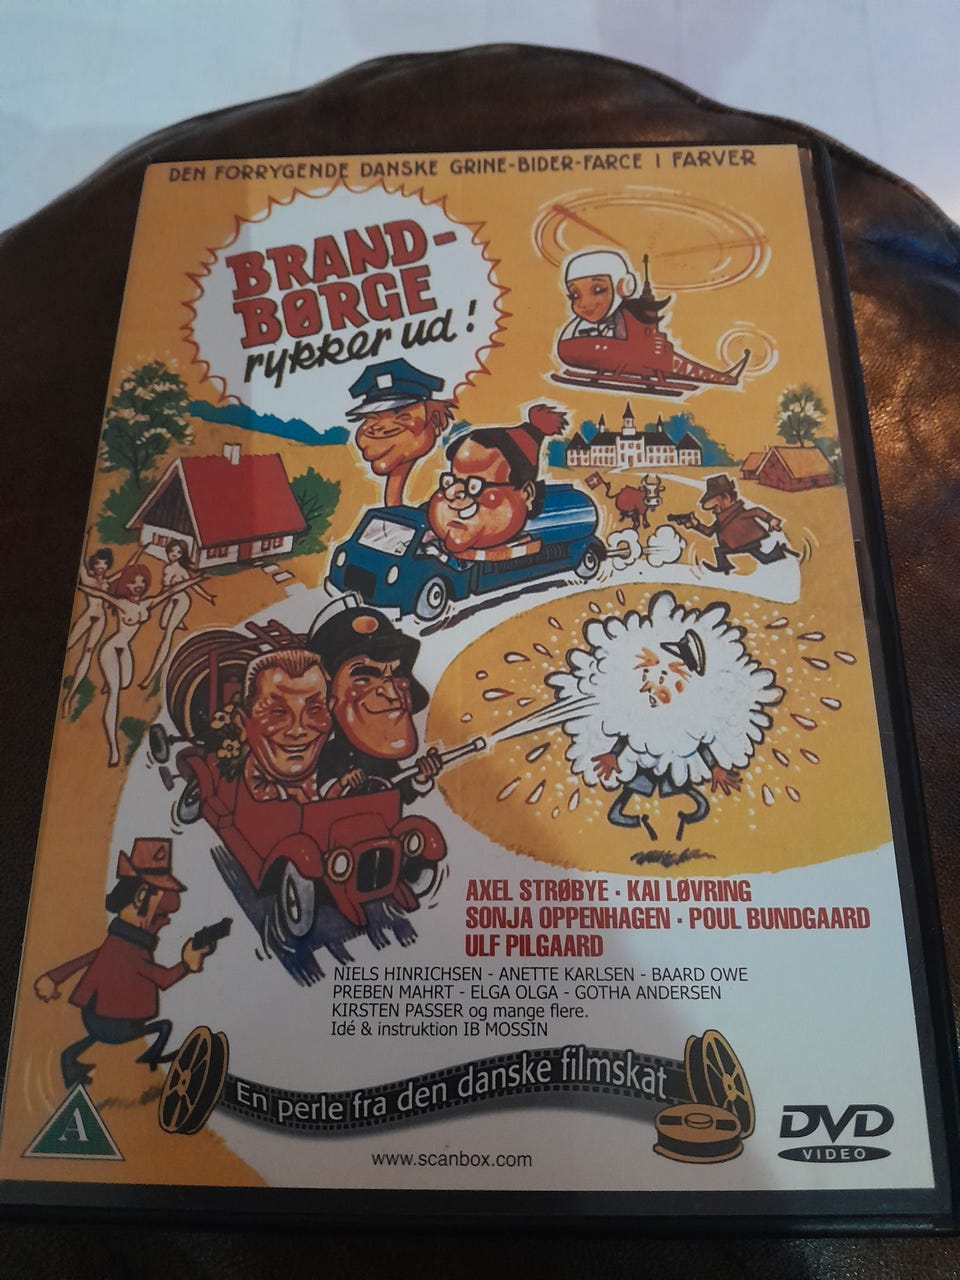 DEN FORRYGENDE DANSKE GRINE-BIDER-FARCE I FARVER
BRAND-
BØRGE
rykker ud!
AXEL STRØBYE · KAI LØVRING
SONJA OPPENHAGEN · POUL BUNDGAARD
ULF PILGAARD
NIELS HINRICHSEN - ANETTE KARLSEN - BAARD OWE
PREBEN MAHRT - ELGA OLGA - GOTHA ANDERSEN
KIRSTEN PASSER og mange flere.
Idé & instruktion IB MOSSIN
En perle fra den danske filmskat
A
www.scanbox.com
DVD
VIDEO